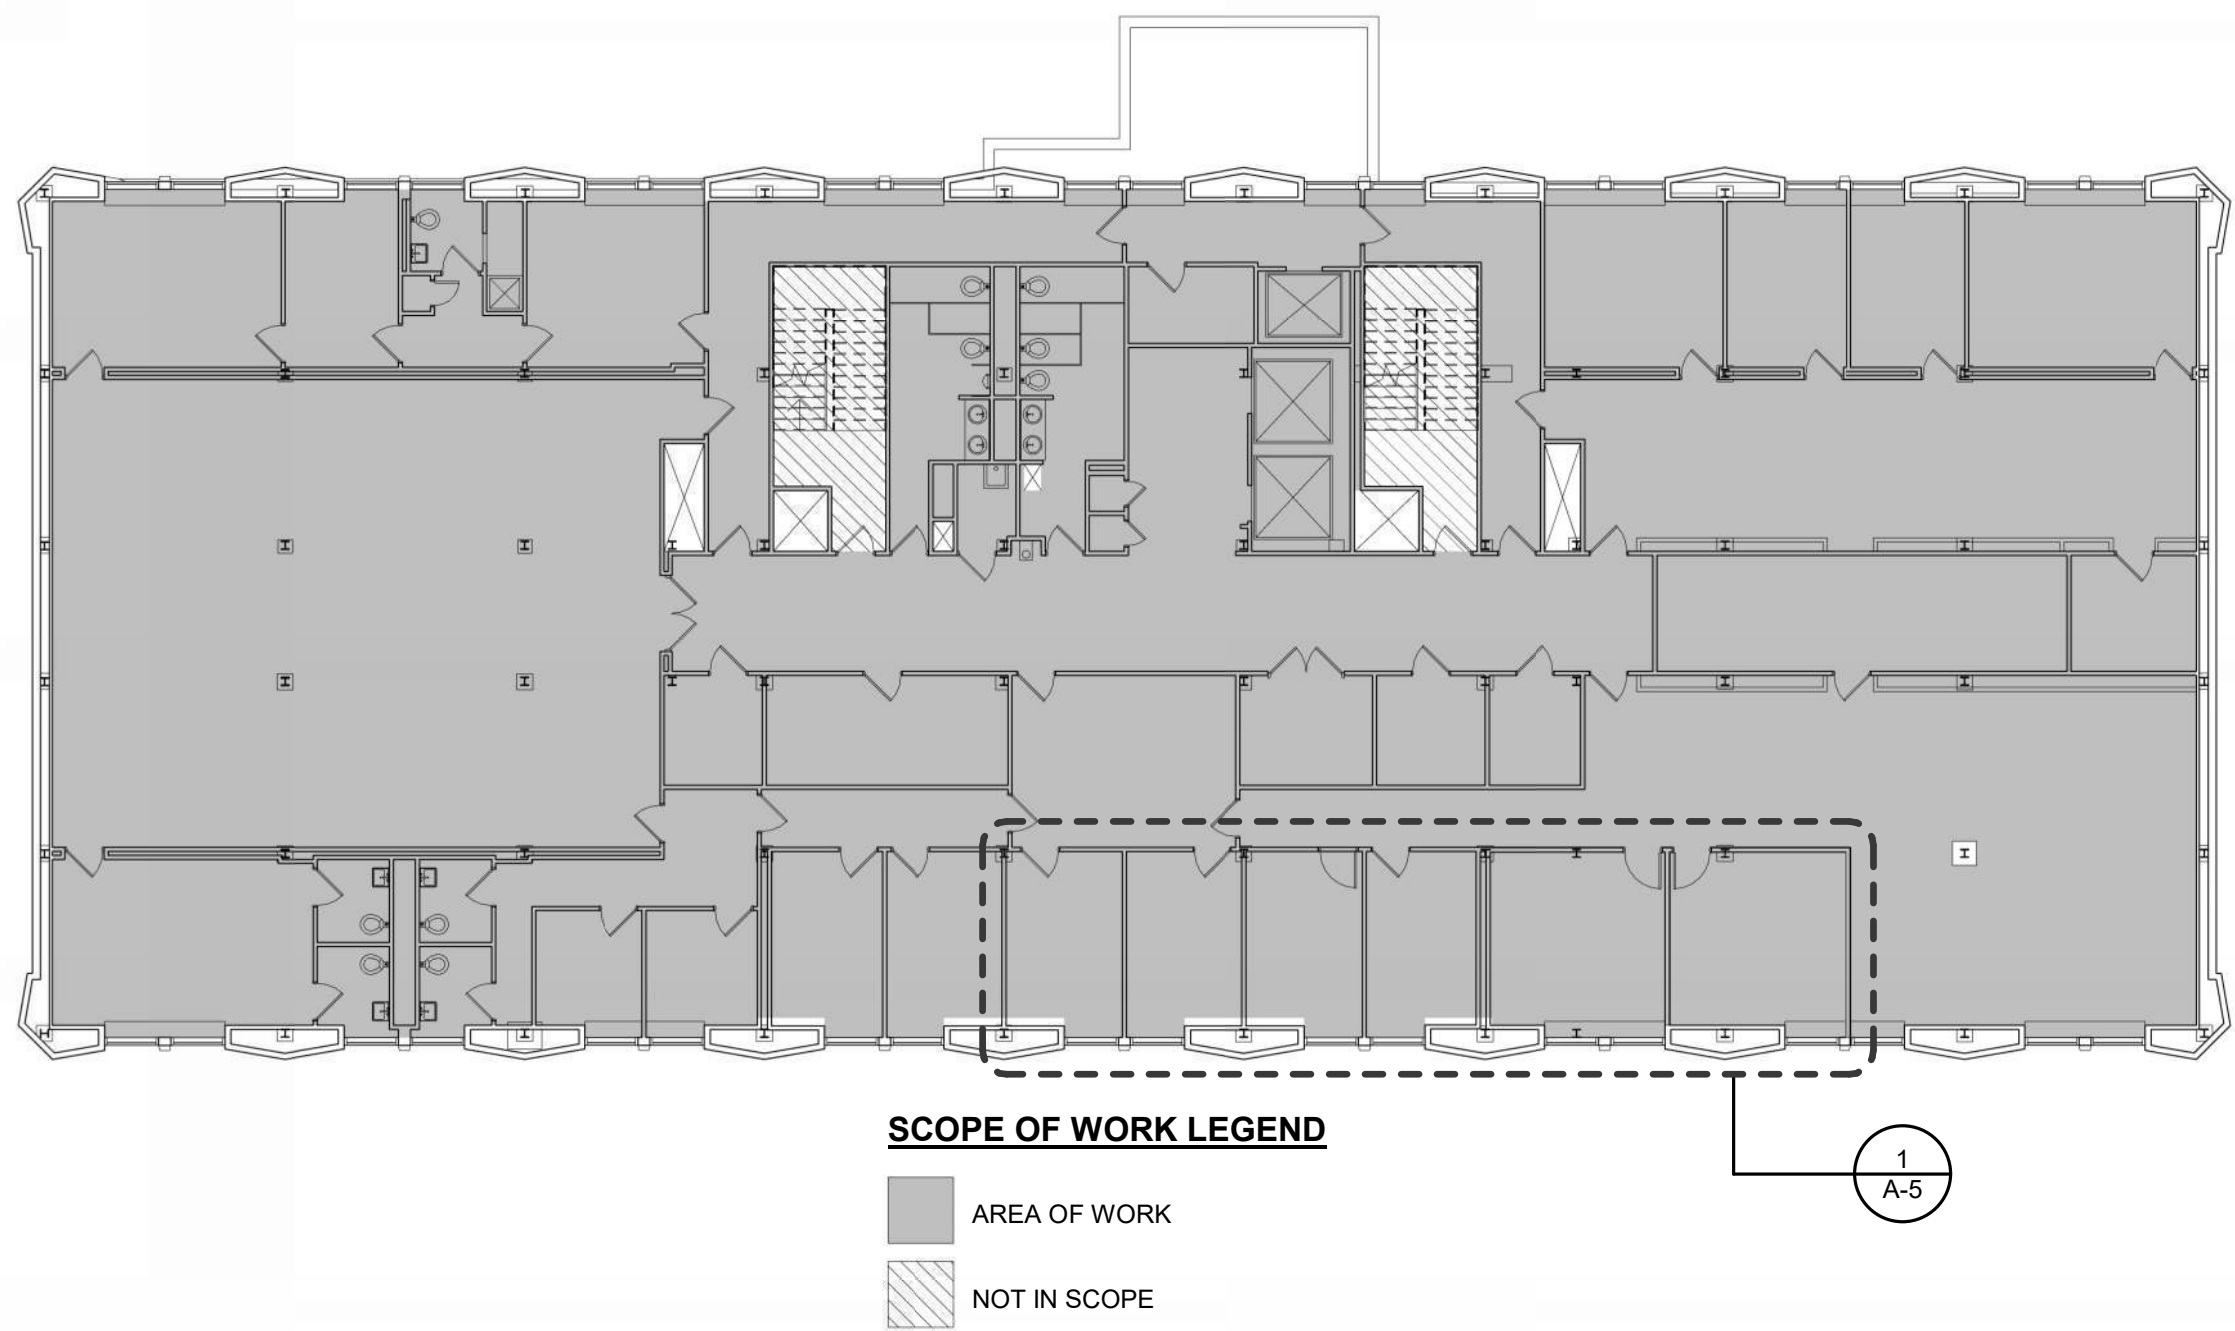 SCOPE OF WORK LEGEND
AREA OF WORK
NOT IN SCOPE
1
A-5